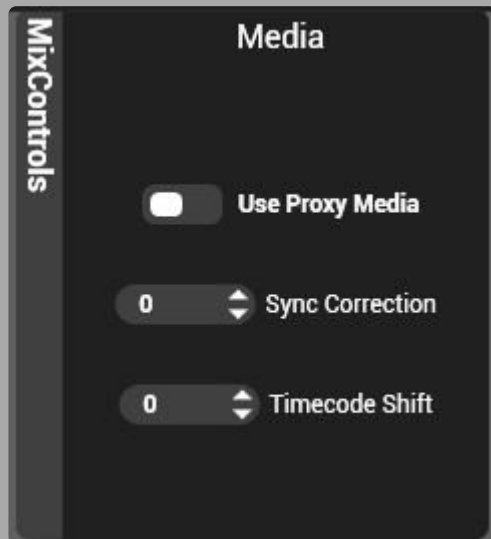 MixControls
Media
Use Proxy Media
0 Sync Correction
0 Timecode Shift